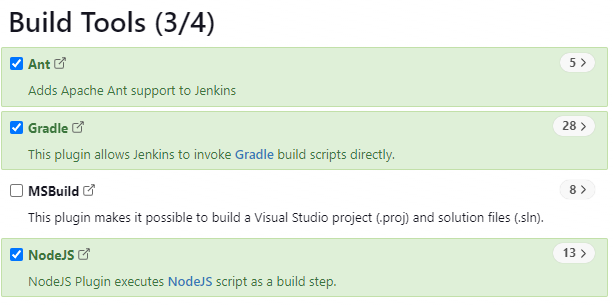 Build Tools (3/4)
Ant 5 >
Adds Apache Ant support to Jenkins
Gradle 28 >
This plugin allows Jenkins to invoke Gradle build scripts directly.
MSBuild 8 >
This plugin makes it possible to build a Visual Studio project (.proj) and solution files (.sln).
NodeJS 13 >
NodeJS Plugin executes NodeJS script as a build step.